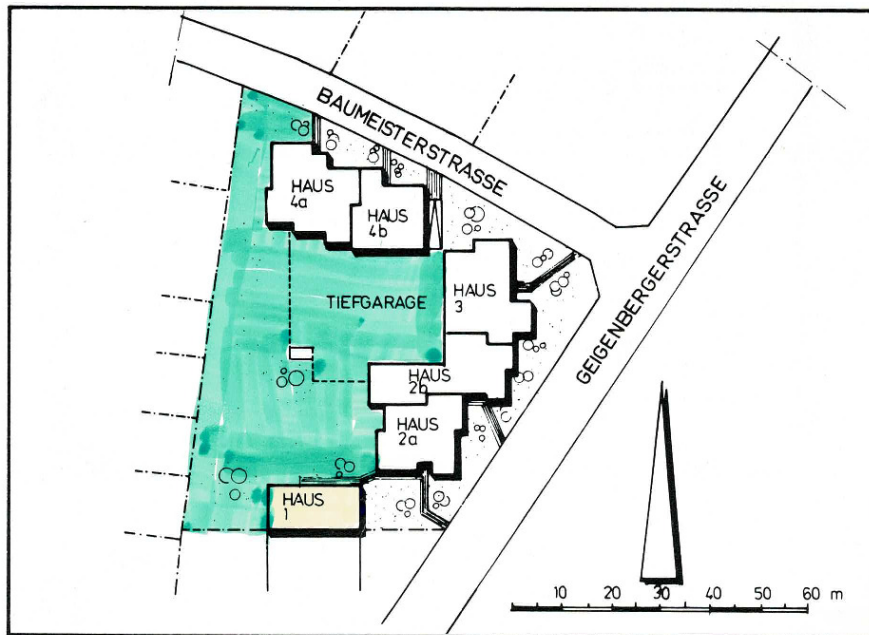 BAUMEISTERSTRASSE
HAUS
4a
HAUS
4b
GEIGENBERGERSTRASSE
TIEFGARAGE
HAUS
3
HAUS
2b
HAUS
2a
HAUS
1
10 20 30 40 50 60 m